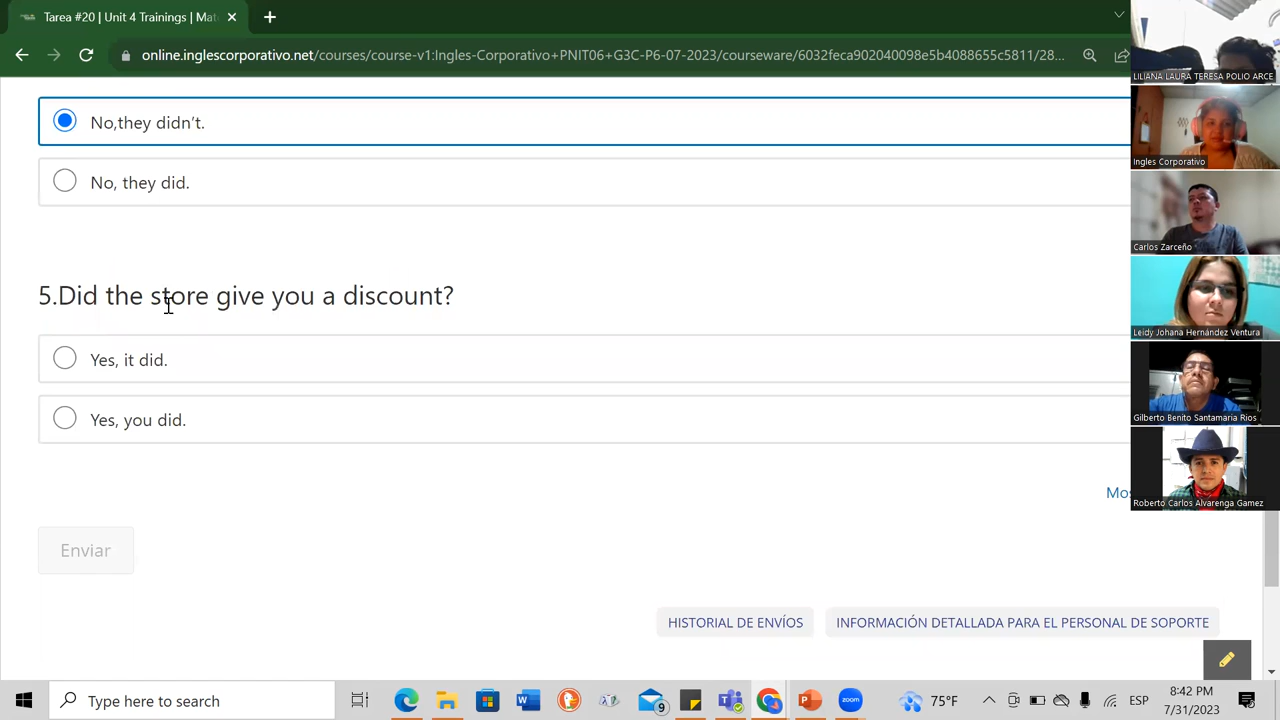 Tarea #20 | Unit 4 Trainings | Mat
online.inglescorporativo.net/courses/course-v1:Ingles-Corporativo+PNIT06+G3C-P6-07-2023/courseware/6032feca902040098e5b4088655c5811/28...
No,they didn't.
No, they did.
5.Did the store give you a discount?
Yes, it did.
Yes, you did.
Mos
Enviar
HISTORIAL DE ENVÍOS
INFORMACIÓN DETALLADA PARA EL PERSONAL DE SOPORTE
LILIANA LAURA TERESA POLIO ARCE
Ingles Corporativo
Carlos Zarceño
Leidy Johana Hernández Ventura
Gilberto Benito Santamaria Rios
Roberto Carlos Alvarenga Gamez
Type here to search
9
75°F
ESP
8:42 PM
7/31/2023